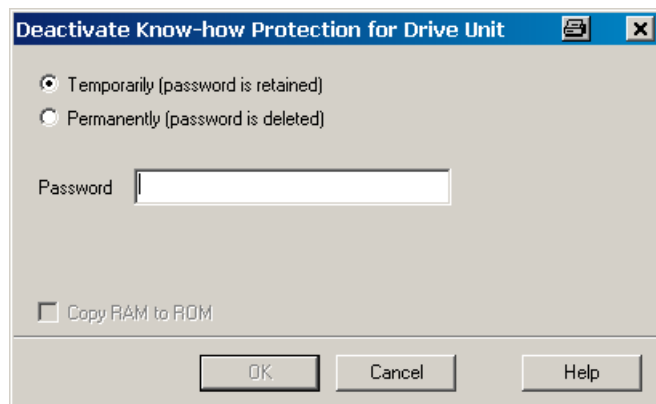 Deactivate Know-how Protection for Drive Unit
Temporarily (password is retained)
Permanently (password is deleted)
Password
Copy RAM to ROM
OK Cancel Help